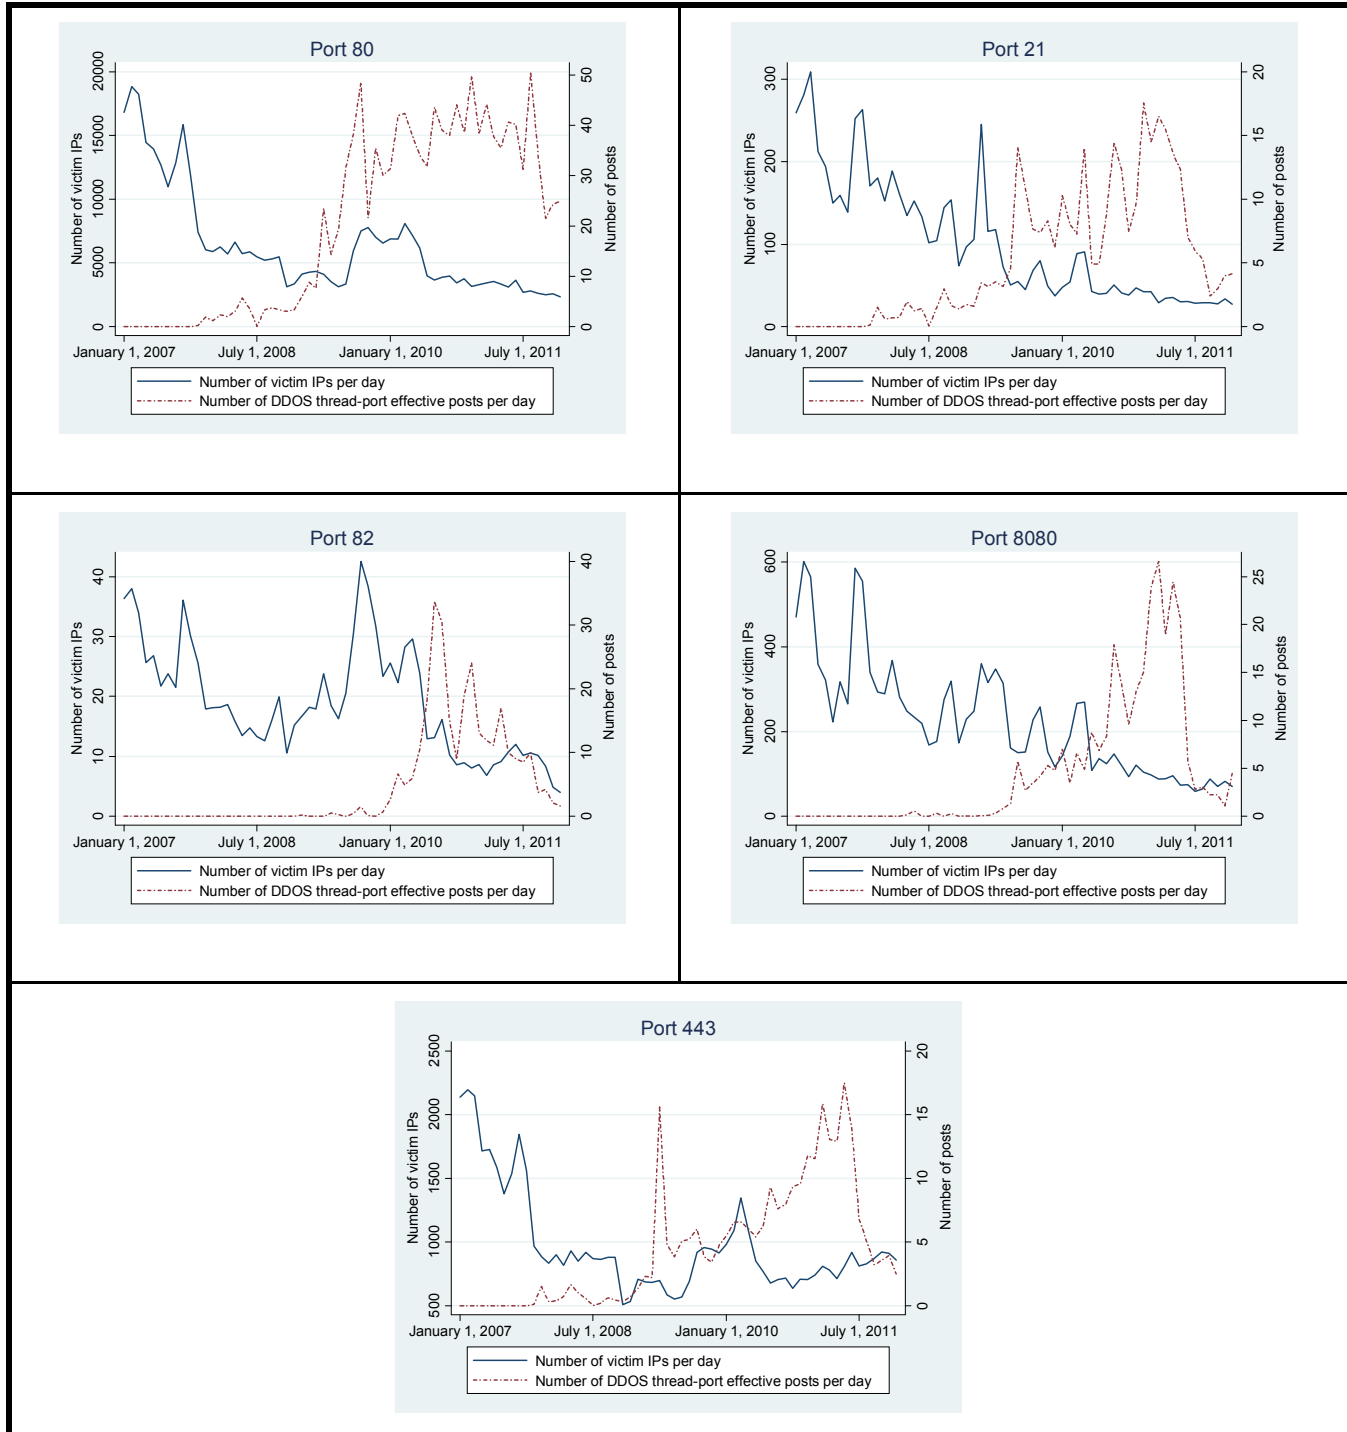 Port 80
Number of victim IPs
0 5000 10000 15000 20000
Number of posts
0 10 20 30 40 50
January 1, 2007 July 1, 2008 January 1, 2010 July 1, 2011
Number of victim IPs per day
Number of DDOS thread-port effective posts per day
Port 21
Number of victim IPs
0 100 200 300
Number of posts
0 5 10 15 20
January 1, 2007 July 1, 2008 January 1, 2010 July 1, 2011
Number of victim IPs per day
Number of DDOS thread-port effective posts per day
Port 82
Number of victim IPs
0 10 20 30 40
Number of posts
0 10 20 30 40
January 1, 2007 July 1, 2008 January 1, 2010 July 1, 2011
Number of victim IPs per day
Number of DDOS thread-port effective posts per day
Port 8080
Number of victim IPs
0 200 400 600
Number of posts
0 5 10 15 20 25
January 1, 2007 July 1, 2008 January 1, 2010 July 1, 2011
Number of victim IPs per day
Number of DDOS thread-port effective posts per day
Port 443
Number of victim IPs
500 1000 1500 2000 2500
Number of posts
0 5 10 15 20
January 1, 2007 July 1, 2008 January 1, 2010 July 1, 2011
Number of victim IPs per day
Number of DDOS thread-port effective posts per day